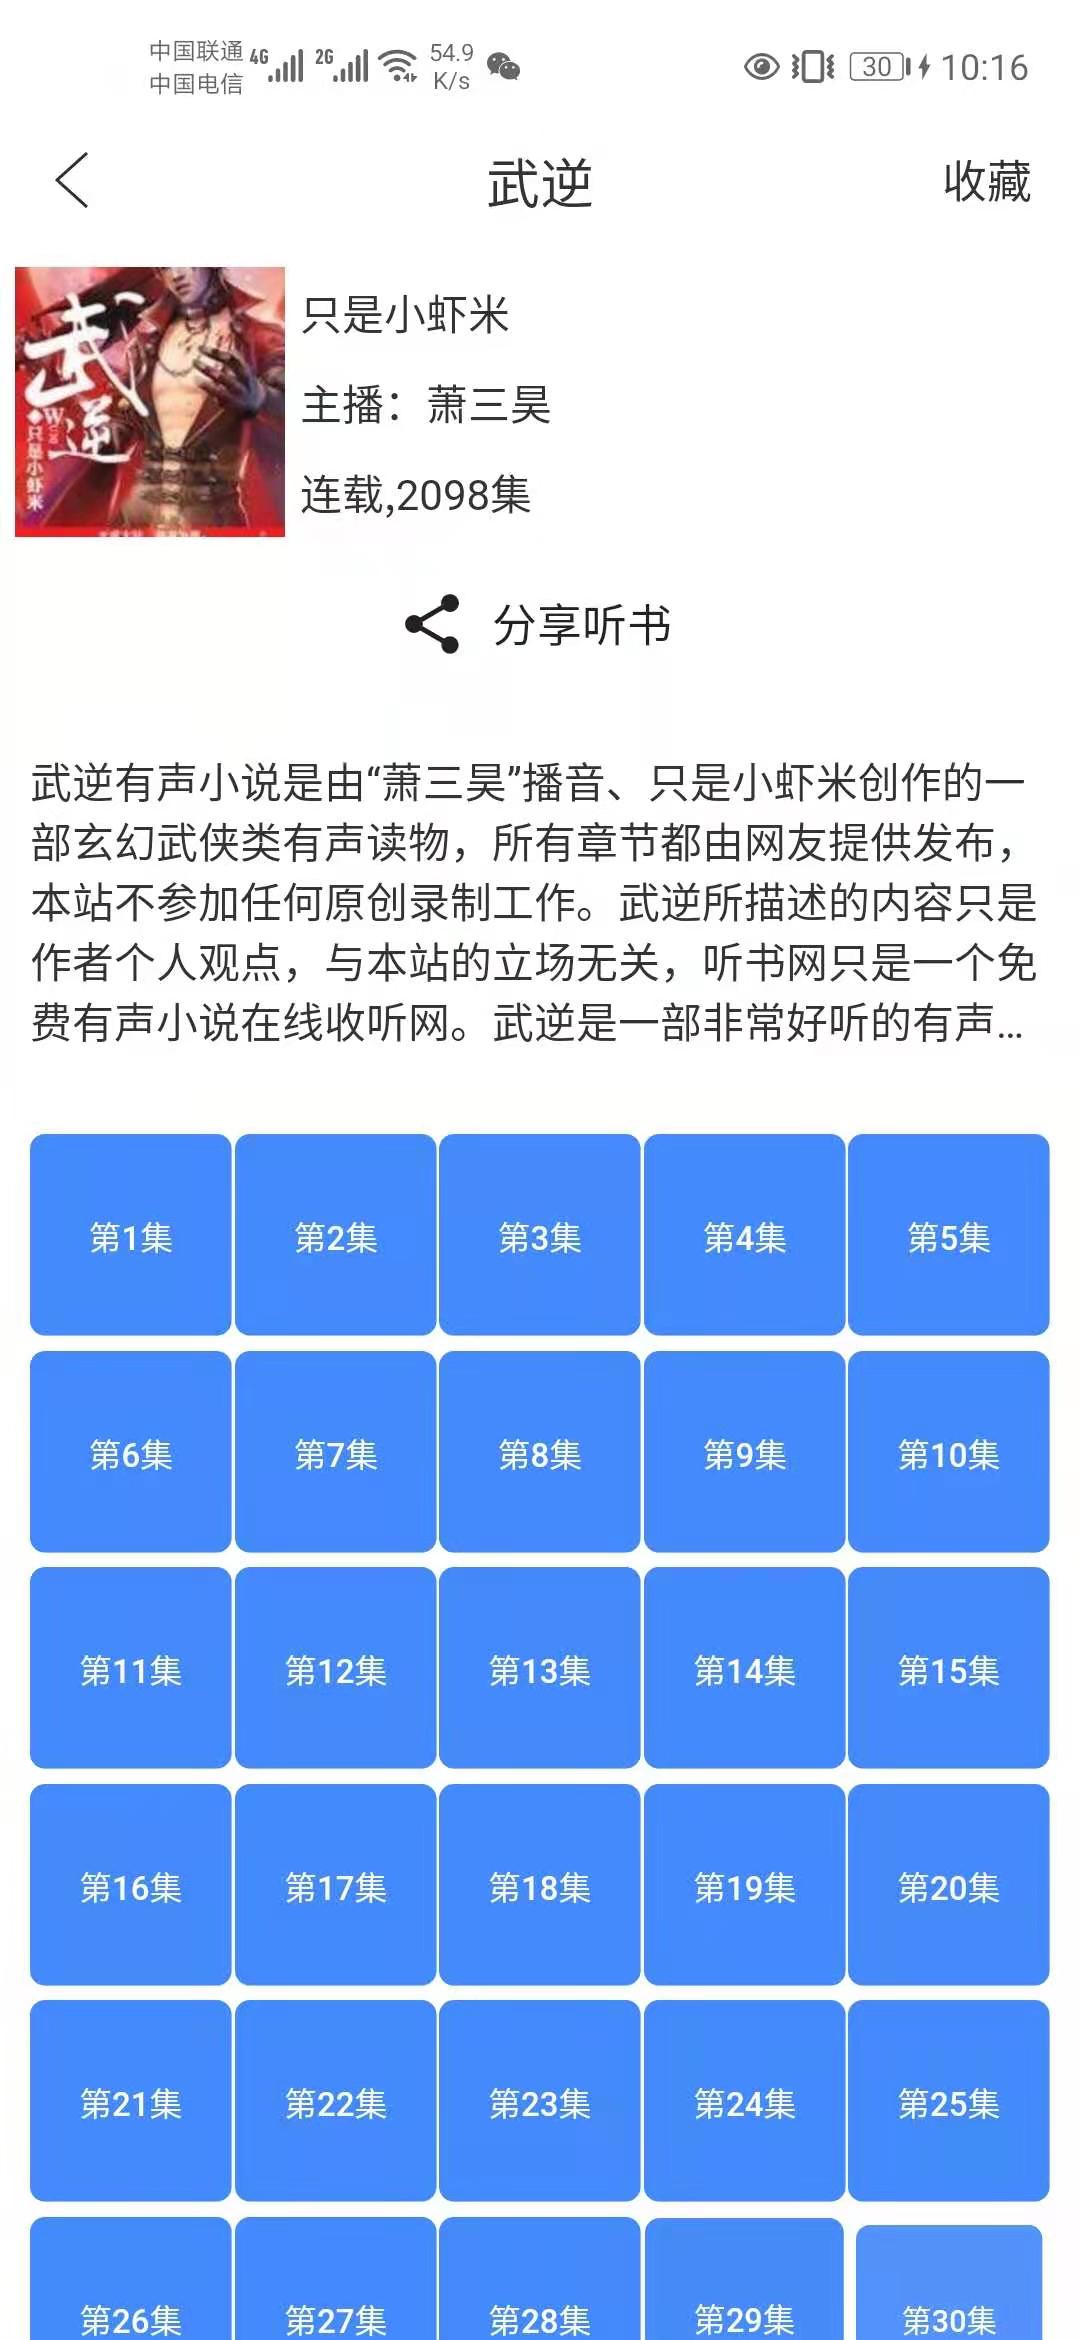 中国联通 4G 2G 54.9
中国电信 K/s 30 10:16
武逆 收藏
武逆
只是小虾米
只是小虾米
主播：萧三昊
连载,2098集
分享听书
武逆有声小说是由“萧三昊”播音、只是小虾米创作的一
部玄幻武侠类有声读物，所有章节都由网友提供发布，
本站不参加任何原创录制工作。武逆所描述的内容只是
作者个人观点，与本站的立场无关，听书网只是一个免
费有声小说在线收听网。武逆是一部非常好听的有声...
第1集 第2集 第3集 第4集 第5集
第6集 第7集 第8集 第9集 第10集
第11集 第12集 第13集 第14集 第15集
第16集 第17集 第18集 第19集 第20集
第21集 第22集 第23集 第24集 第25集
第26集 第27集 第28集 第29集 第30集